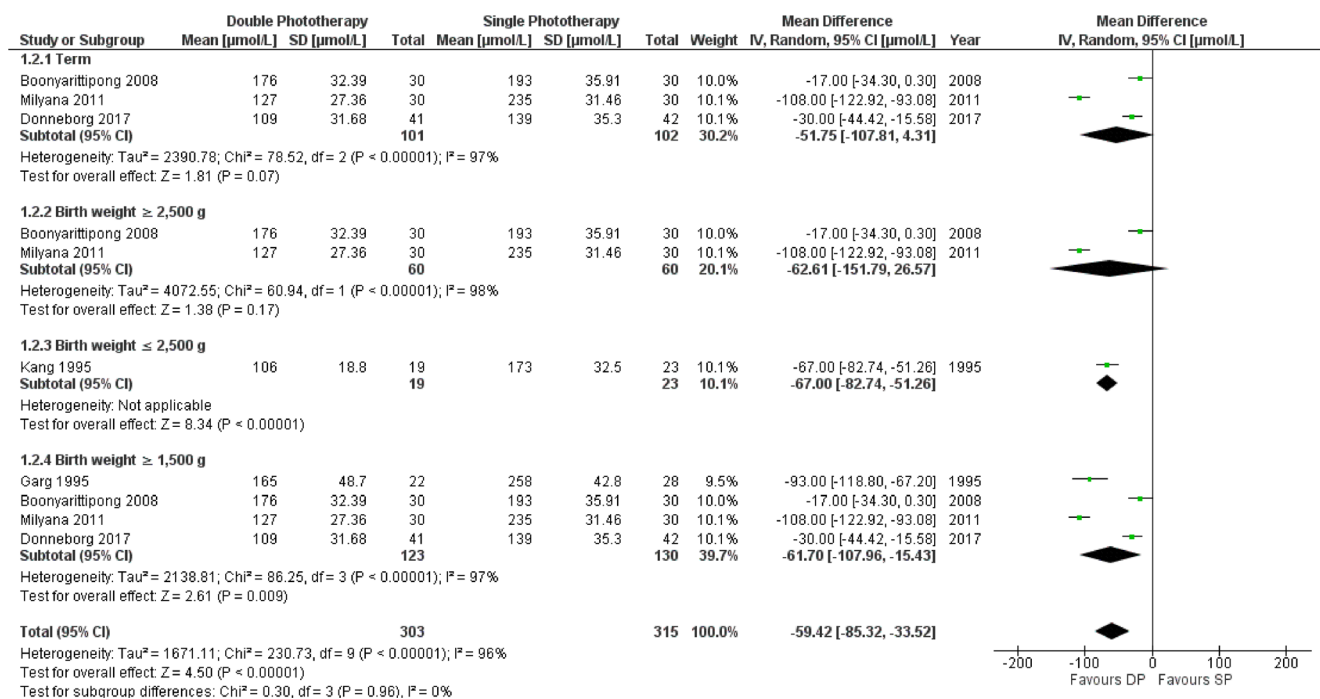 Double Phototherapy Single Phototherapy Mean Difference Mean Difference
Study or Subgroup Mean [µmol/L] SD [µmol/L] Total Mean [µmol/L] SD [µmol/L] Total Weight IV, Random, 95% CI [µmol/L] Year IV, Random, 95% CI [µmol/L]
1.2.1 Term
Boonyarittipong 2008 176 32.39 30 193 35.91 30 10.0% -17.00 [-34.30, 0.30] 2008
Milyana 2011 127 27.36 30 235 31.46 30 10.1% -108.00 [-122.92, -93.08] 2011
Donneborg 2017 109 31.68 41 139 35.3 42 10.1% -30.00 [-44.42, -15.58] 2017
Subtotal (95% CI) 101 102 30.2% -51.75 [-107.81, 4.31]
Heterogeneity: Tau² = 2390.78; Chi² = 78.52, df = 2 (P < 0.00001); I² = 97%
Test for overall effect: Z = 1.81 (P = 0.07)
1.2.2 Birth weight ≥ 2,500 g
Boonyarittipong 2008 176 32.39 30 193 35.91 30 10.0% -17.00 [-34.30, 0.30] 2008
Milyana 2011 127 27.36 30 235 31.46 30 10.1% -108.00 [-122.92, -93.08] 2011
Subtotal (95% CI) 60 60 20.1% -62.61 [-151.79, 26.57]
Heterogeneity: Tau² = 4072.55; Chi² = 60.94, df = 1 (P < 0.00001); I² = 98%
Test for overall effect: Z = 1.38 (P = 0.17)
1.2.3 Birth weight ≤ 2,500 g
Kang 1995 106 18.8 19 173 32.5 23 10.1% -67.00 [-82.74, -51.26] 1995
Subtotal (95% CI) 19 23 10.1% -67.00 [-82.74, -51.26]
Heterogeneity: Not applicable
Test for overall effect: Z = 8.34 (P < 0.00001)
1.2.4 Birth weight ≥ 1,500 g
Garg 1995 165 48.7 22 258 42.8 28 9.5% -93.00 [-118.80, -67.20] 1995
Boonyarittipong 2008 176 32.39 30 193 35.91 30 10.0% -17.00 [-34.30, 0.30] 2008
Milyana 2011 127 27.36 30 235 31.46 30 10.1% -108.00 [-122.92, -93.08] 2011
Donneborg 2017 109 31.68 41 139 35.3 42 10.1% -30.00 [-44.42, -15.58] 2017
Subtotal (95% CI) 123 130 39.7% -61.70 [-107.96, -15.43]
Heterogeneity: Tau² = 2138.81; Chi² = 86.25, df = 3 (P < 0.00001); I² = 97%
Test for overall effect: Z = 2.61 (P = 0.009)
Total (95% CI) 303 315 100.0% -59.42 [-85.32, -33.52]
Heterogeneity: Tau² = 1671.11; Chi² = 230.73, df = 9 (P < 0.00001); I² = 96%
Test for overall effect: Z = 4.50 (P < 0.00001)
Test for subgroup differences: Chi² = 0.30, df = 3 (P = 0.96), I² = 0%
-200 -100 0 100 200
Favours DP Favours SP